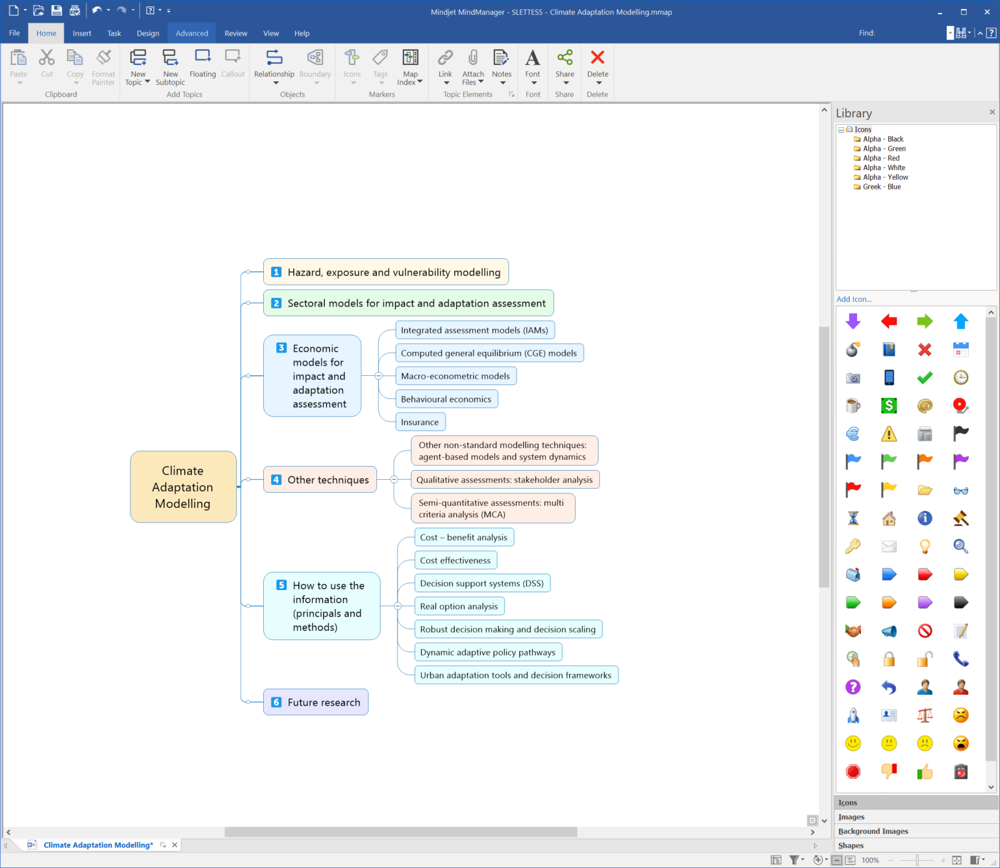 Mindjet MindManager - SLETTES5 - Climate Adaptation Modelling.mmap
File Home Insert Task Design Advanced Review View Help Find:
Paste Cut Copy Format Painter New Topic New Subtopic Floating Callout Relationship Boundary Icons Tags Map Index Link Attach Files Notes Font Share Delete
Clipboard Add Topics Objects Markers Topic Elements Font Share Delete
Climate
Adaptation
Modelling
1 Hazard, exposure and vulnerability modelling
2 Sectoral models for impact and adaptation assessment
3 Economic
models for
impact and
adaptation
assessment
Integrated assessment models (IAMs)
Computed general equilibrium (CGE) models
Macro-econometric models
Behavioural economics
Insurance
4 Other techniques
Other non-standard modelling techniques:
agent-based models and system dynamics
Qualitative assessments: stakeholder analysis
Semi-quantitative assessments: multi
criteria analysis (MCA)
5 How to use the
information
(principals and
methods)
Cost – benefit analysis
Cost effectiveness
Decision support systems (DSS)
Real option analysis
Robust decision making and decision scaling
Dynamic adaptive policy pathways
Urban adaptation tools and decision frameworks
6 Future research
Library
Icons
Alpha - Black
Alpha - Green
Alpha - Red
Alpha - White
Alpha - Yellow
Greek - Blue
Add Icon...
Icons
Images
Background Images
Shapes
Climate Adaptation Modelling*
100%